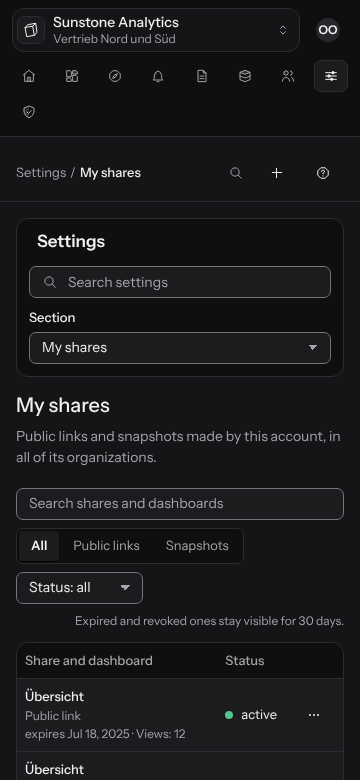 Sunstone Analytics
Vertrieb Nord und Süd
OO
Settings / My shares
Settings
Search settings
Section
My shares
My shares
Public links and snapshots made by this account, in
all of its organizations.
Search shares and dashboards
All Public links Snapshots
Status: all
Expired and revoked ones stay visible for 30 days.
Share and dashboard Status
Übersicht
Public link
active
expires Jul 18, 2025 · Views: 12
Übersicht